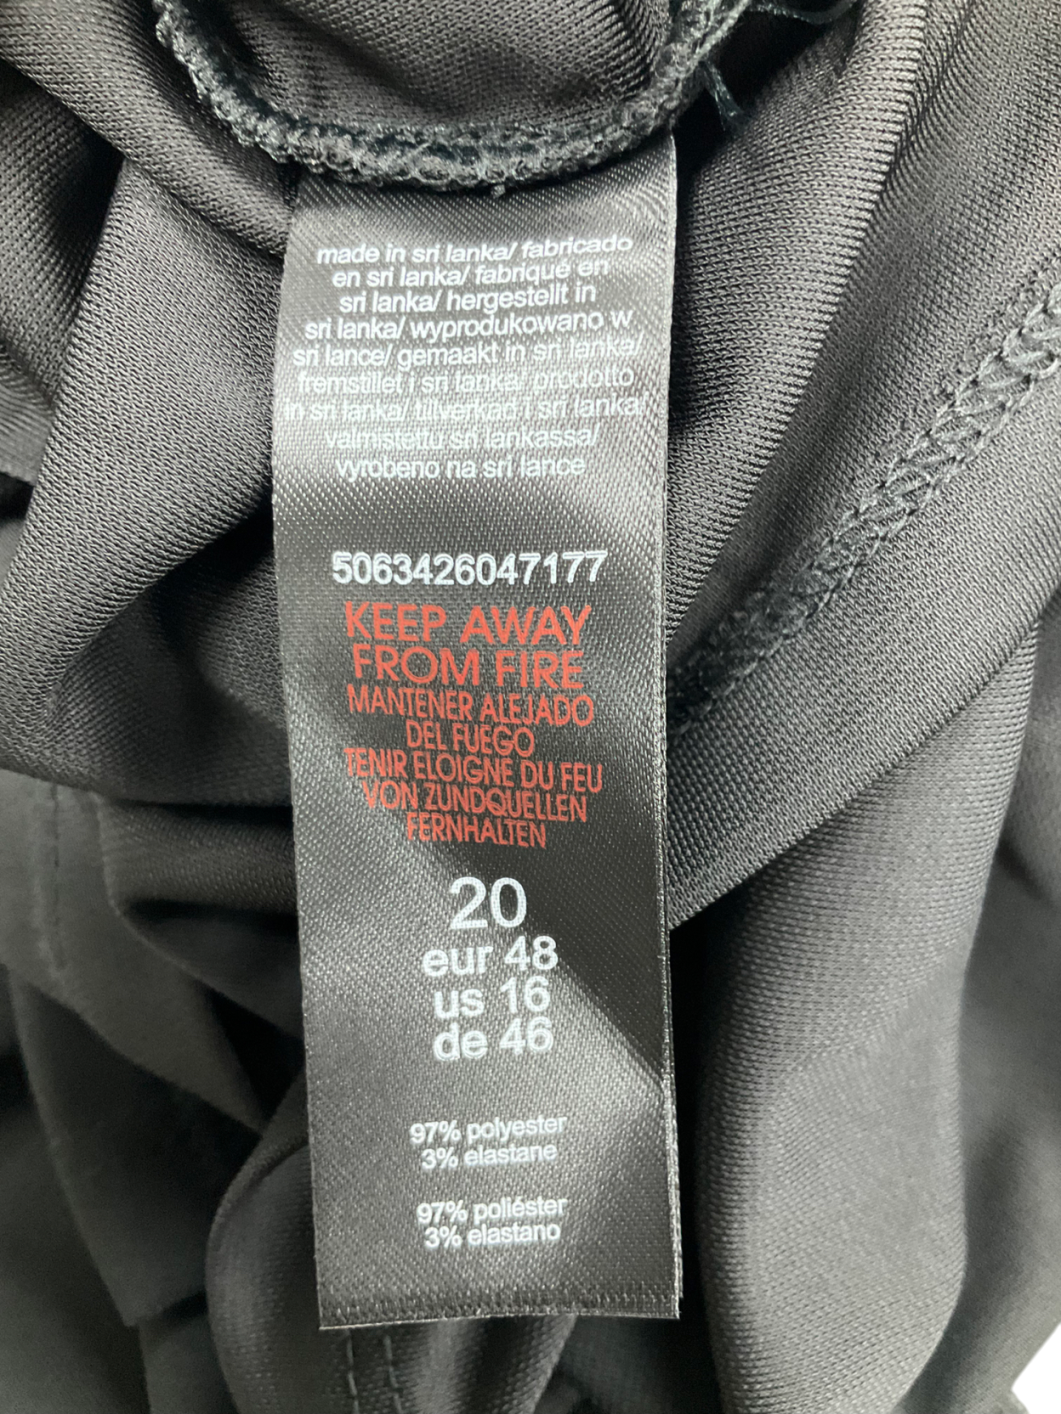 made in sri lanka/ fabricado
en sri lanka/ fabriqué en
sri lanka/ hergestellt in
sri lanka/ wyprodukowano w
sri lance/ gemaakt in sri lanka/
fremstillet i sri lanka/ prodotto
in sri lanka/ tillverkad i sri lanka/
valmistettu sri lankassa/
vyrobeno na sri lance
5063426047177
KEEP AWAY
FROM FIRE
MANTENER ALEJADO
DEL FUEGO
TENIR ELOIGNE DU FEU
VON ZUNDQUELLEN
FERNHALTEN
20
eur 48
us 16
de 46
97% polyester
3% elastane
97% poliéster
3% elastano